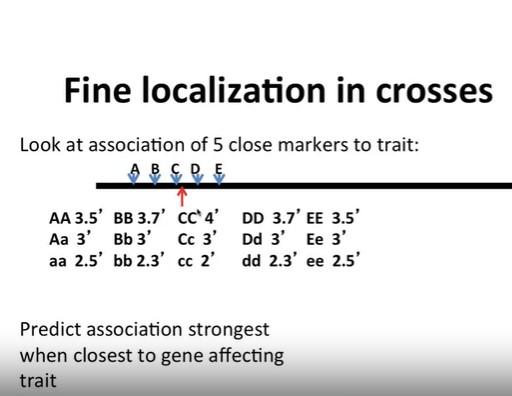 Fine localization in crosses
Look at association of 5 close markers to trait:
A B C D E
AA 3.5’ BB 3.7’ CC 4’ DD 3.7’ EE 3.5’
Aa 3’ Bb 3’ Cc 3’ Dd 3’ Ee 3’
aa 2.5’ bb 2.3’ cc 2’ dd 2.3’ ee 2.5’
Predict association strongest
when closest to gene affecting
trait